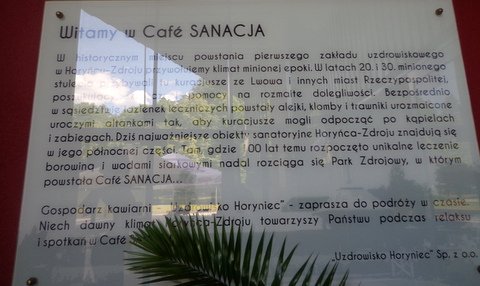 Witamy w Café SANACJA
W historycznym miejscu powstania pierwszego zakładu uzdrowiskowego
w Horyńcu-Zdroju przywołujemy klimat minionej epoki. W latach 20. i 30. minionego
stulecia przybywali tu kuracjusze ze Lwowa i innych miast Rzeczypospolitej,
pomocy na rozmaite dolegliwości. Bezpośrednio
w sąsiedztwie łazienek leczniczych powstały alejki, klomby i trawniki urozmaicone
uroczymi altankami tak, aby kuracjusze mogli odpocząć po kąpielach
i zabiegach. Dziś najważniejsze obiekty sanatoryjne Horyńca-Zdroju znajdują się
w jego północnej części. Tam, gdzie 100 lat temu rozpoczęto unikalne leczenie
borowiną i wodami siarkowymi nadal rozciąga się Park Zdrojowy, w którym
powstała Café SANACJA...
Gospodarz kawiarni - „Uzdrowisko Horyniec" - zaprasza do podróży w czasie.
Niech dawny klimat Horyńca-Zdroju towarzyszy Państwu podczas relaksu
i spotkań w Café
„Uzdrowisko Horyniec" Sp. z o.o.